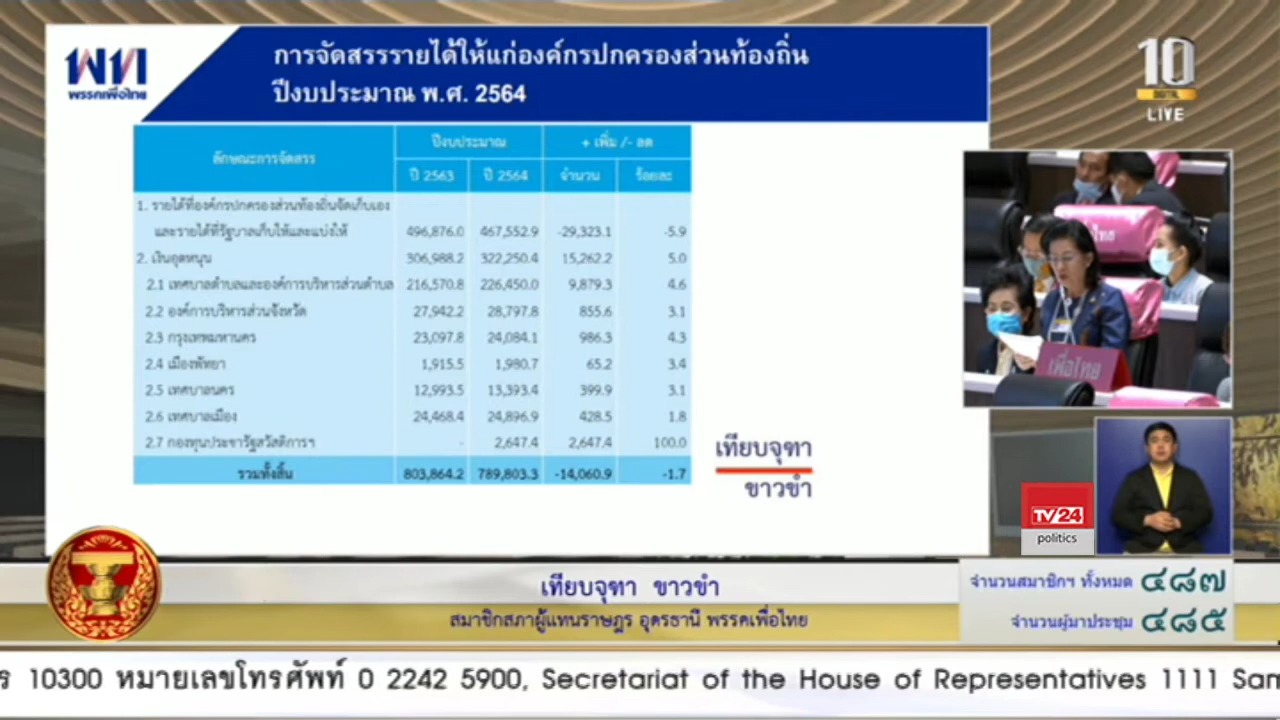 พท
พรรคเพื่อไทย
การจัดสรรรายได้ให้แก่องค์กรปกครองส่วนท้องถิ่น
ปีงบประมาณ พ.ศ. 2564
10
DIGITAL
LIVE
ลักษณะการจัดสรร ปีงบประมาณ + เพิ่ม /- ลด
ปี 2563 ปี 2564 จำนวน ร้อยละ
1. รายได้ที่องค์กรปกครองส่วนท้องถิ่นจัดเก็บเอง
และรายได้ที่รัฐบาลเก็บให้และแบ่งให้ 496,876.0 467,552.9 -29,323.1 -5.9
2. เงินอุดหนุน 306,988.2 322,250.4 15,262.2 5.0
2.1 เทศบาลตำบลและองค์การบริหารส่วนตำบล 216,570.8 226,450.0 9,879.3 4.6
2.2 องค์การบริหารส่วนจังหวัด 27,942.2 28,797.8 855.6 3.1
2.3 กรุงเทพมหานคร 23,097.8 24,084.1 986.3 4.3
2.4 เมืองพัทยา 1,915.5 1,980.7 65.2 3.4
2.5 เทศบาลนคร 12,993.5 13,393.4 399.9 3.1
2.6 เทศบาลเมือง 24,468.4 24,896.9 428.5 1.8
2.7 กองทุนประชารัฐสวัสดิการฯ - 2,647.4 2,647.4 100.0
รวมทั้งสิ้น 803,864.2 789,803.3 -14,060.9 -1.7
เทียบจุฑา
ขาวขำ
เพื่อไทย
TV/24
politics
เทียบจุฑา ขาวขำ
สมาชิกสภาผู้แทนราษฎร อุดรธานี พรรคเพื่อไทย
จำนวนสมาชิกฯ ทั้งหมด ๔๘๗
จำนวนผู้มาประชุม ๔๘๕
ร 10300 หมายเลขโทรศัพท์ 0 2242 5900, Secretariat of the House of Representatives 1111 Sam